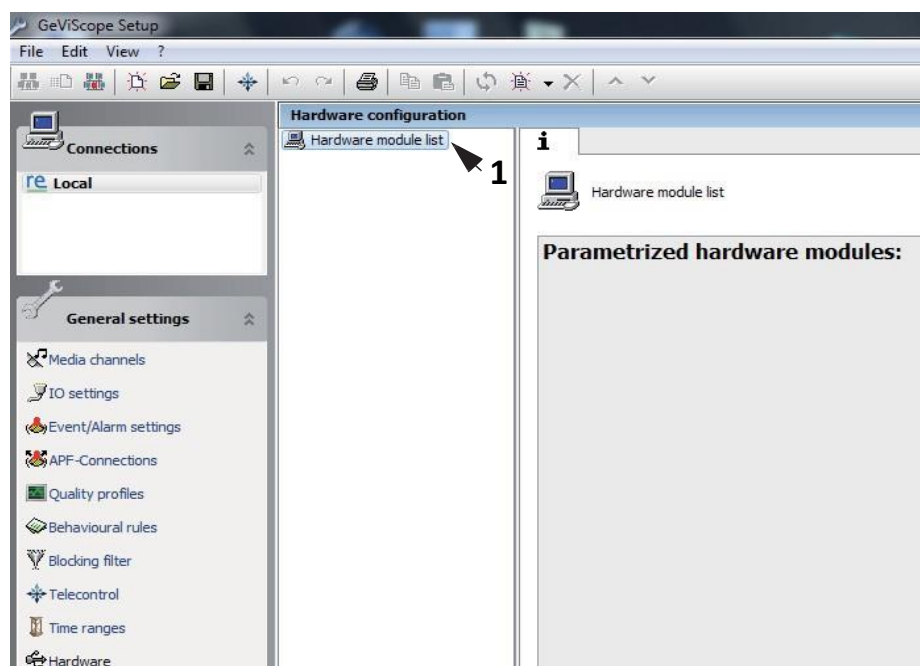 GeViScope Setup
File Edit View ?
Connections
re Local
General settings
Media channels
IO settings
Event/Alarm settings
APF-Connections
Quality profiles
Behavioural rules
Blocking filter
Telecontrol
Time ranges
Hardware
Hardware configuration
Hardware module list
1
i
Hardware module list
Parametrized hardware modules: